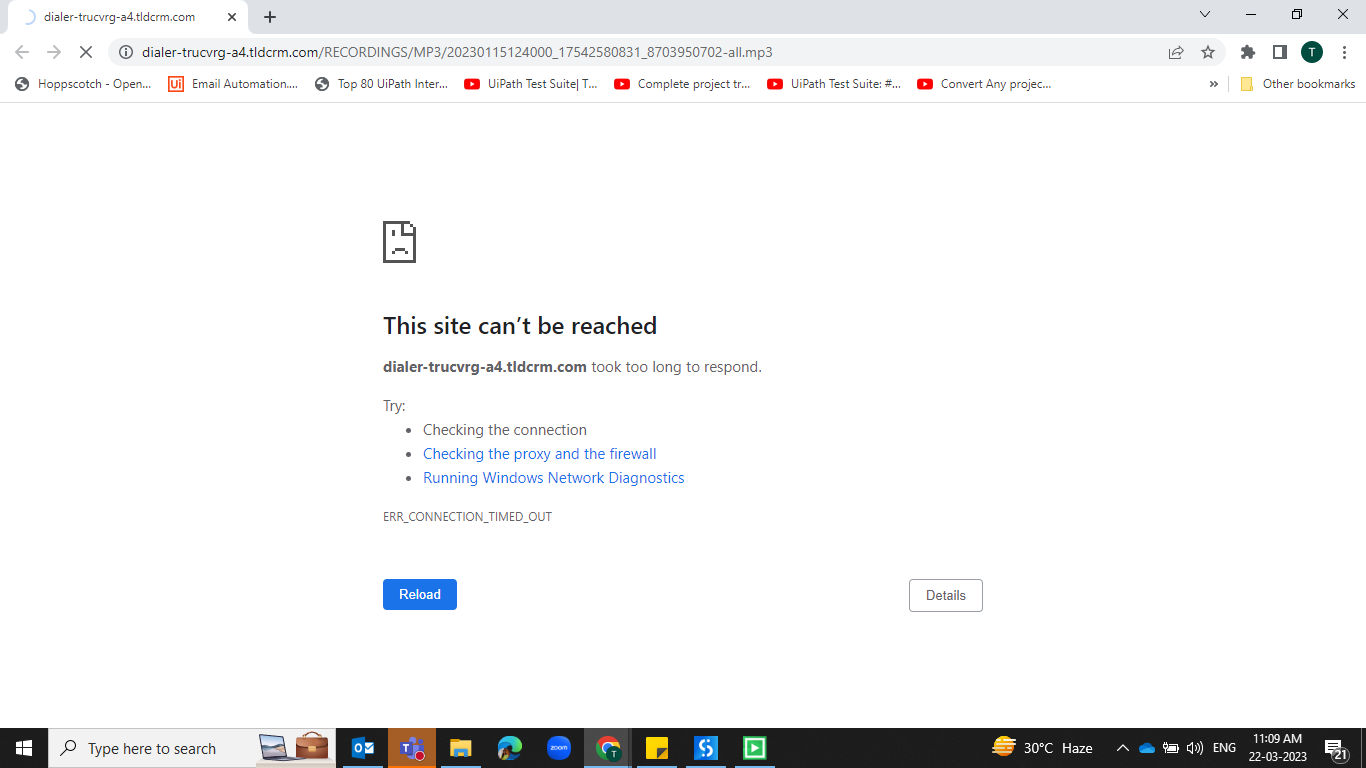 dialer-trucvrg-a4.tldcrm.com
dialer-trucvrg-a4.tldcrm.com/RECORDINGS/MP3/20230115124000_17542580831_8703950702-all.mp3
T
Hoppscotch - Open...
Ui Email Automation....
Top 80 UiPath Inter...
UiPath Test Suite| T...
Complete project tr...
UiPath Test Suite: #...
Convert Any projec...
»
Other bookmarks
This site can't be reached
dialer-trucvrg-a4.tldcrm.com took too long to respond.
Try:
• Checking the connection
• Checking the proxy and the firewall
• Running Windows Network Diagnostics
ERR_CONNECTION_TIMED_OUT
Reload
Details
Type here to search
zoom
T
30°C Haze
ENG
11:09 AM
22-03-2023
21